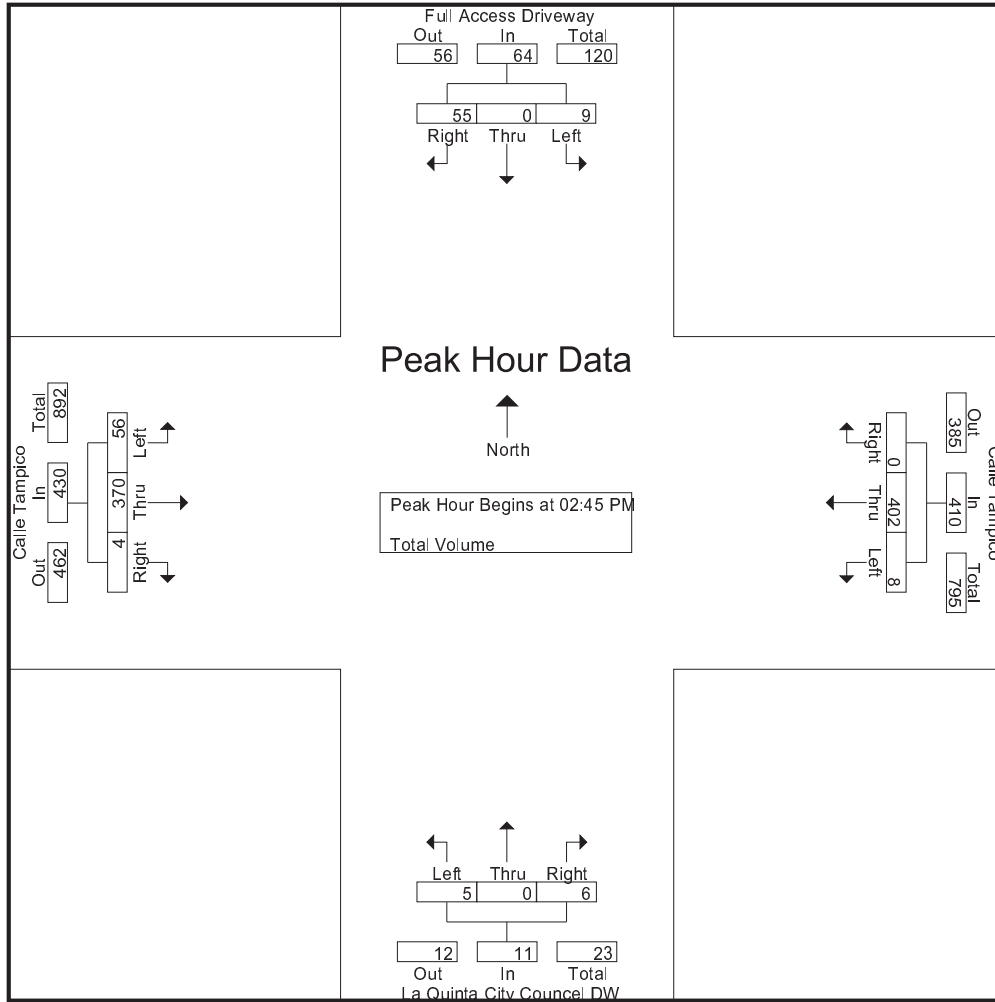 Full Access Driveway
Out In Total
56 64 120
55 0 9
Right Thru Left
Peak Hour Data
North
Peak Hour Begins at 02:45 PM
Total Volume
Calle Tampico
Total In Out
892 430 462
56 370 4
Left Thru Right
Calle Tampico
Out In Total
385 410 795
0 402 8
Right Thru Left
Left Thru Right
5 0 6
12 11 23
Out In Total
La Quinta City Councel DW